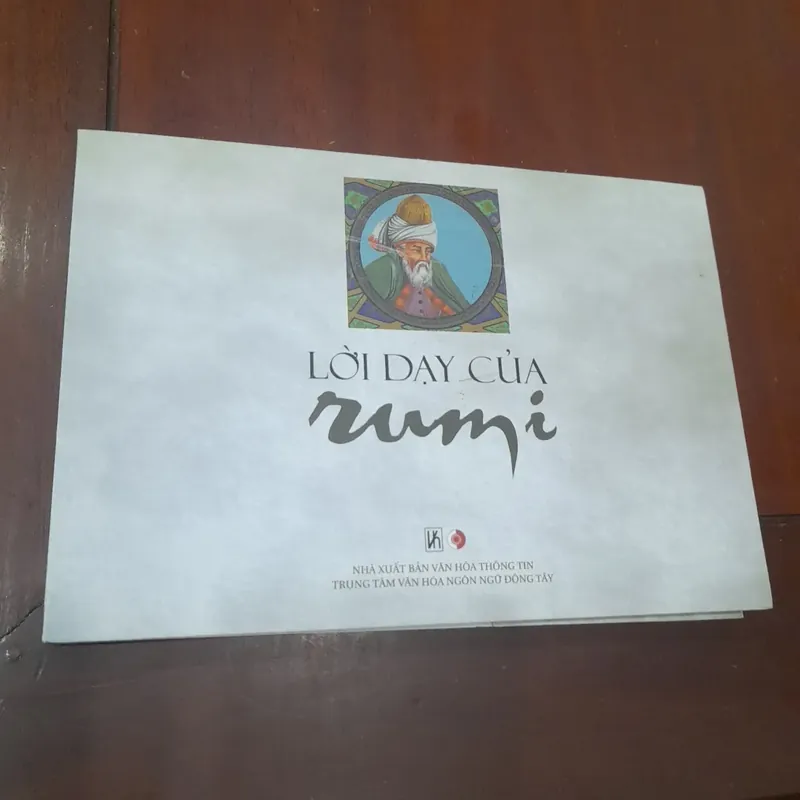 LỜI DẠY CỦA
rumi
NHÀ XUẤT BẢN VĂN HÓA THÔNG TIN
TRUNG TÂM VĂN HÓA NGÔN NGỮ ĐÔNG TÂY